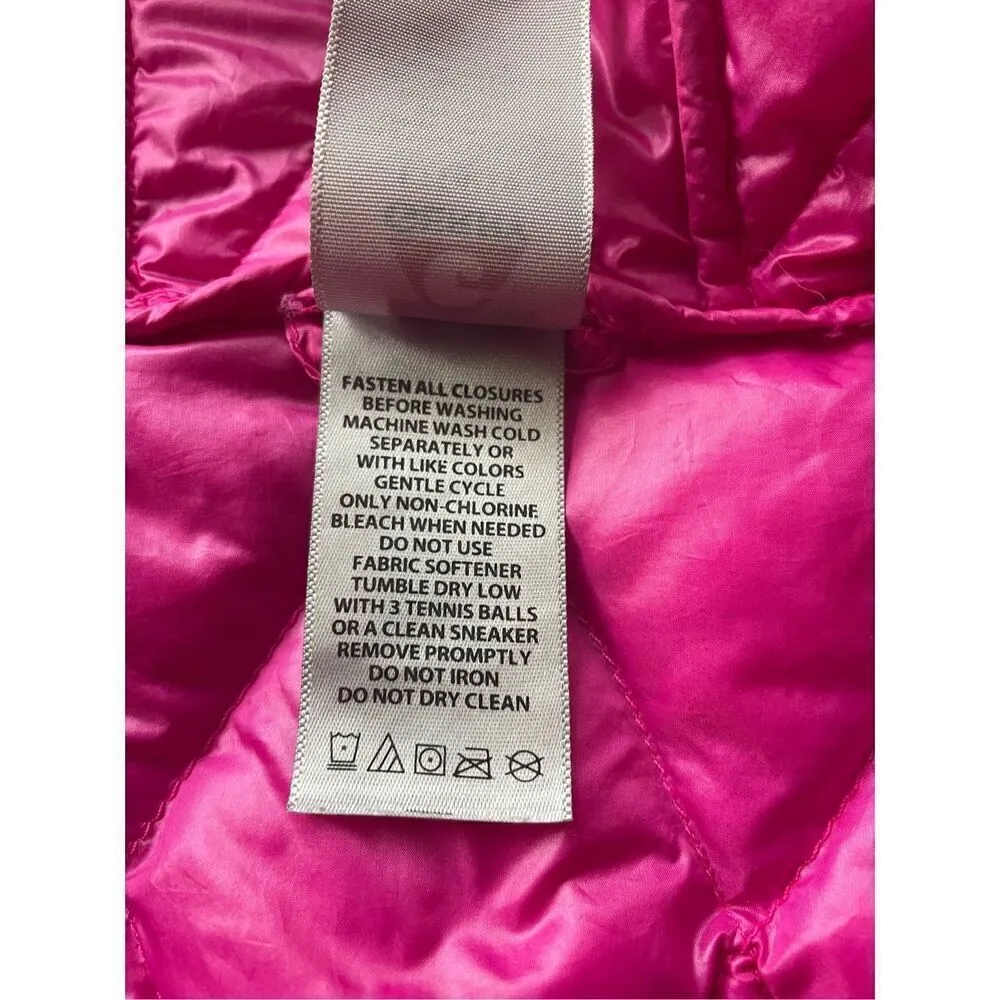 FASTEN ALL CLOSURES
BEFORE WASHING
MACHINE WASH COLD
SEPARATELY OR
WITH LIKE COLORS
GENTLE CYCLE
ONLY NON-CHLORINE
BLEACH WHEN NEEDED
DO NOT USE
FABRIC SOFTENER
TUMBLE DRY LOW
WITH 3 TENNIS BALLS
OR A CLEAN SNEAKER
REMOVE PROMPTLY
DO NOT IRON
DO NOT DRY CLEAN